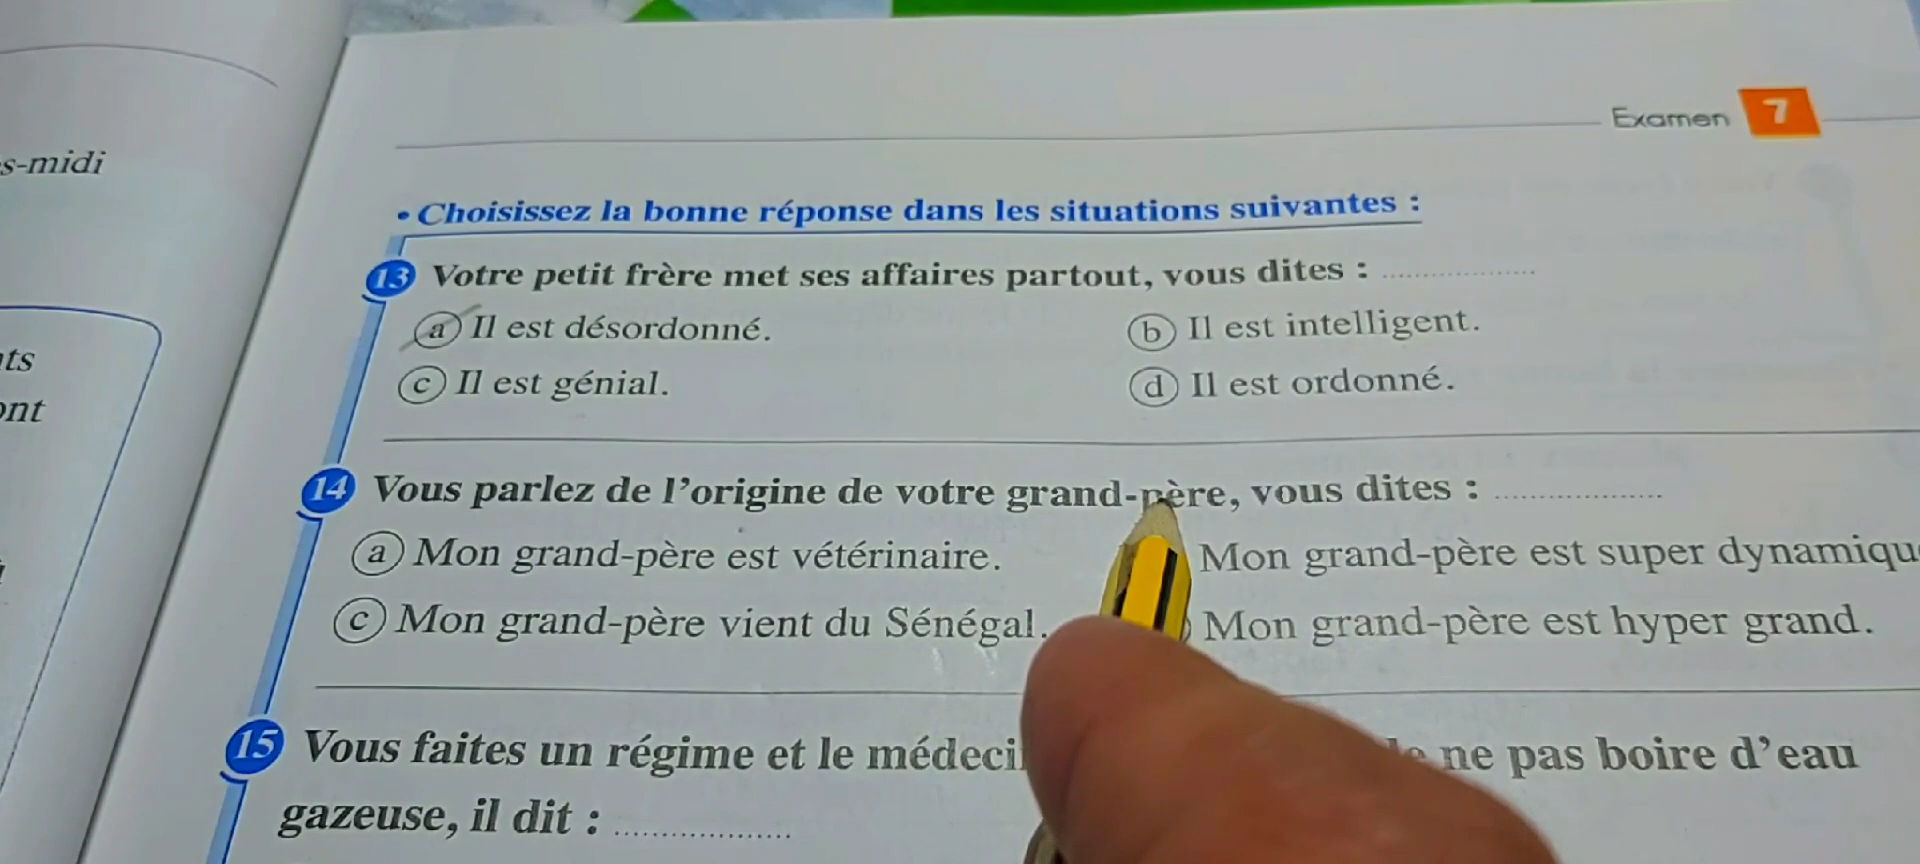 Examen 7
s-midi
ts
ont
• Choisissez la bonne réponse dans les situations suivantes :
13 Votre petit frère met ses affaires partout, vous dites : ..................
a Il est désordonné.
b Il est intelligent.
c Il est génial.
d Il est ordonné.
14 Vous parlez de l'origine de votre grand-père, vous dites : ..................
a Mon grand-père est vétérinaire.
Mon grand-père est super dynamiqu
c Mon grand-père vient du Sénégal.
Mon grand-père est hyper grand.
15 Vous faites un régime et le médeci ne pas boire d'eau
gazeuse, il dit : ..................